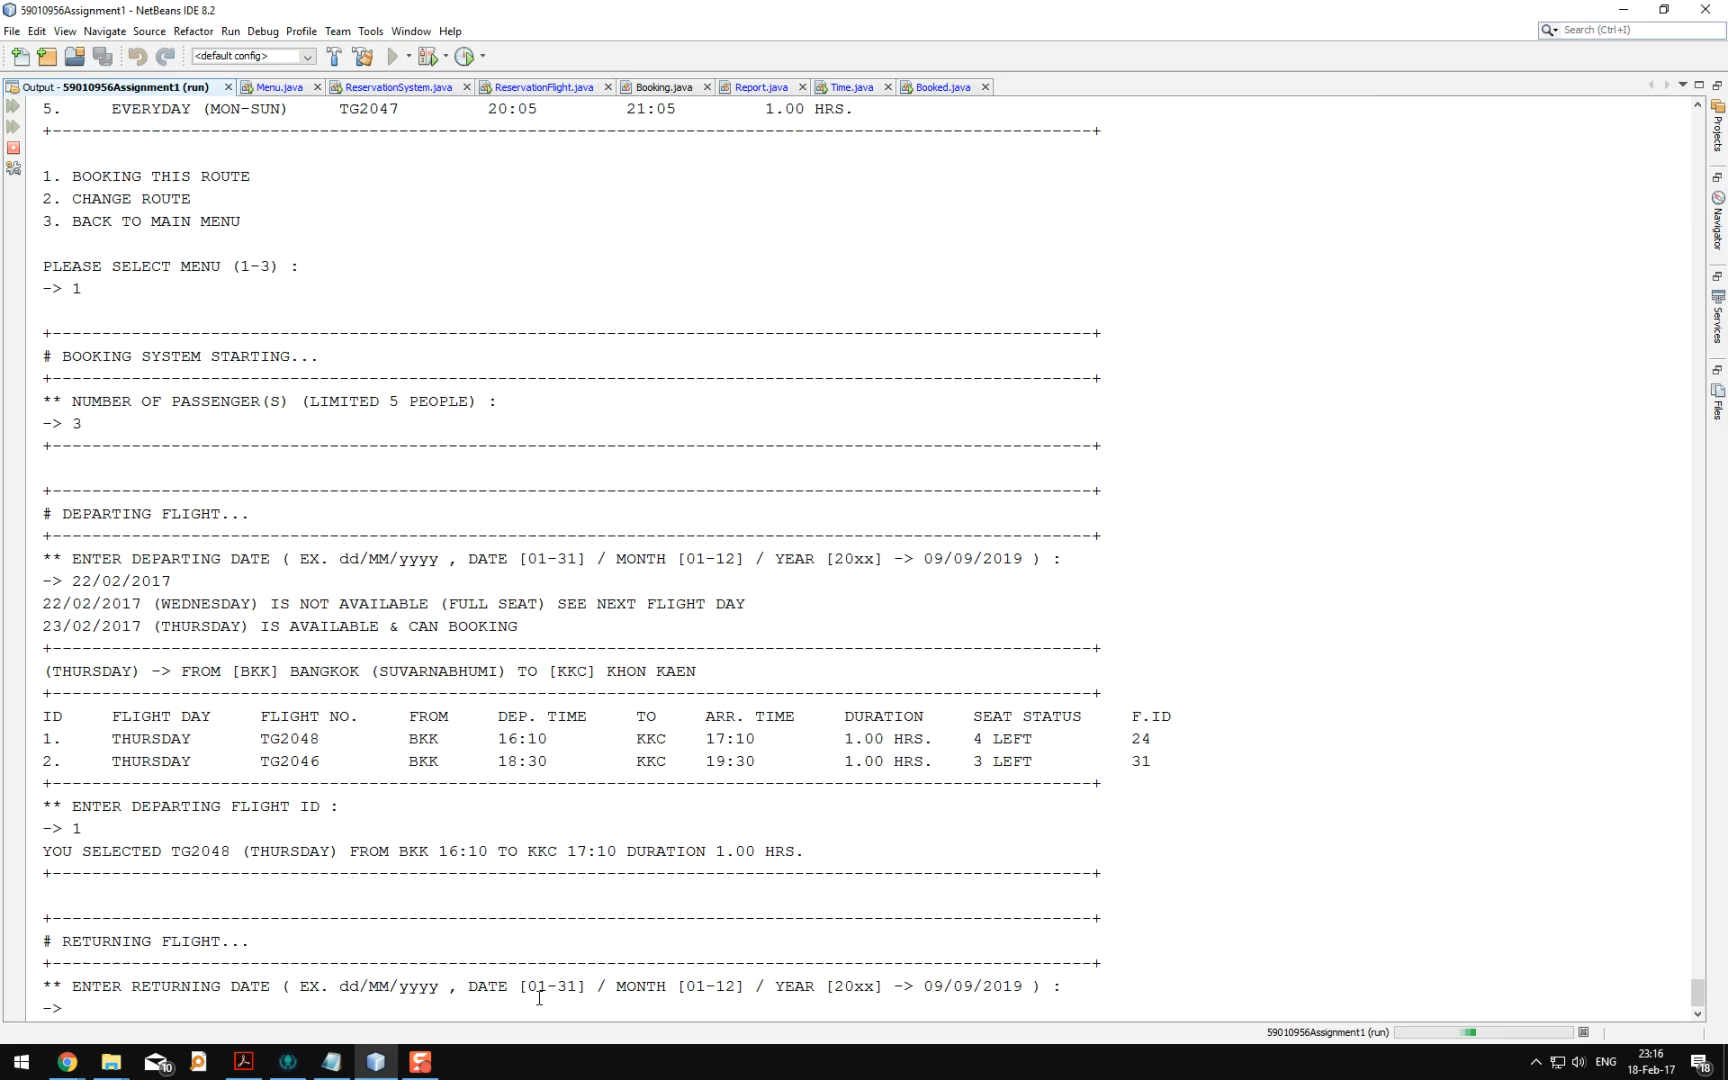 59010956Assignment1 - NetBeans IDE 8.2
File Edit View Navigate Source Refactor Run Debug Profile Team Tools Window Help
Search (Ctrl+I)
<default config>
Output - 59010956Assignment1 (run) Menu.java ReservationSystem.java ReservationFlight.java Booking.java Report.java Time.java Booked.java
5. EVERYDAY (MON-SUN) TG2047 20:05 21:05 1.00 HRS.
+----------------------------------------------------------------------------------------------------------+
1. BOOKING THIS ROUTE
2. CHANGE ROUTE
3. BACK TO MAIN MENU
PLEASE SELECT MENU (1-3) :
-> 1
+----------------------------------------------------------------------------------------------------------+
# BOOKING SYSTEM STARTING...
+----------------------------------------------------------------------------------------------------------+
** NUMBER OF PASSENGER(S) (LIMITED 5 PEOPLE) :
-> 3
+----------------------------------------------------------------------------------------------------------+
+----------------------------------------------------------------------------------------------------------+
# DEPARTING FLIGHT...
+----------------------------------------------------------------------------------------------------------+
** ENTER DEPARTING DATE ( EX. dd/MM/yyyy , DATE [01-31] / MONTH [01-12] / YEAR [20xx] -> 09/09/2019 ) :
-> 22/02/2017
22/02/2017 (WEDNESDAY) IS NOT AVAILABLE (FULL SEAT) SEE NEXT FLIGHT DAY
23/02/2017 (THURSDAY) IS AVAILABLE & CAN BOOKING
+----------------------------------------------------------------------------------------------------------+
(THURSDAY) -> FROM [BKK] BANGKOK (SUVARNABHUMI) TO [KKC] KHON KAEN
+----------------------------------------------------------------------------------------------------------+
ID FLIGHT DAY FLIGHT NO. FROM DEP. TIME TO ARR. TIME DURATION SEAT STATUS F.ID
1. THURSDAY TG2048 BKK 16:10 KKC 17:10 1.00 HRS. 4 LEFT 24
2. THURSDAY TG2046 BKK 18:30 KKC 19:30 1.00 HRS. 3 LEFT 31
+----------------------------------------------------------------------------------------------------------+
** ENTER DEPARTING FLIGHT ID :
-> 1
YOU SELECTED TG2048 (THURSDAY) FROM BKK 16:10 TO KKC 17:10 DURATION 1.00 HRS.
+----------------------------------------------------------------------------------------------------------+
+----------------------------------------------------------------------------------------------------------+
# RETURNING FLIGHT...
+----------------------------------------------------------------------------------------------------------+
** ENTER RETURNING DATE ( EX. dd/MM/yyyy , DATE [01-31] / MONTH [01-12] / YEAR [20xx] -> 09/09/2019 ) :
->
Projects
Navigator
Services
Files
59010956Assignment1 (run)
10
ENG
23:16
18-Feb-17
18